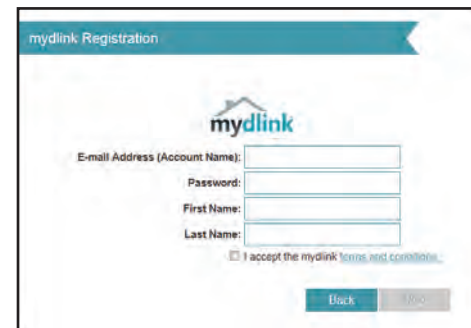 mydlink Registration
mydlink
E-mail Address (Account Name):
Password:
First Name:
Last Name:
I accept the mydlink terms and conditions.
Back
Next